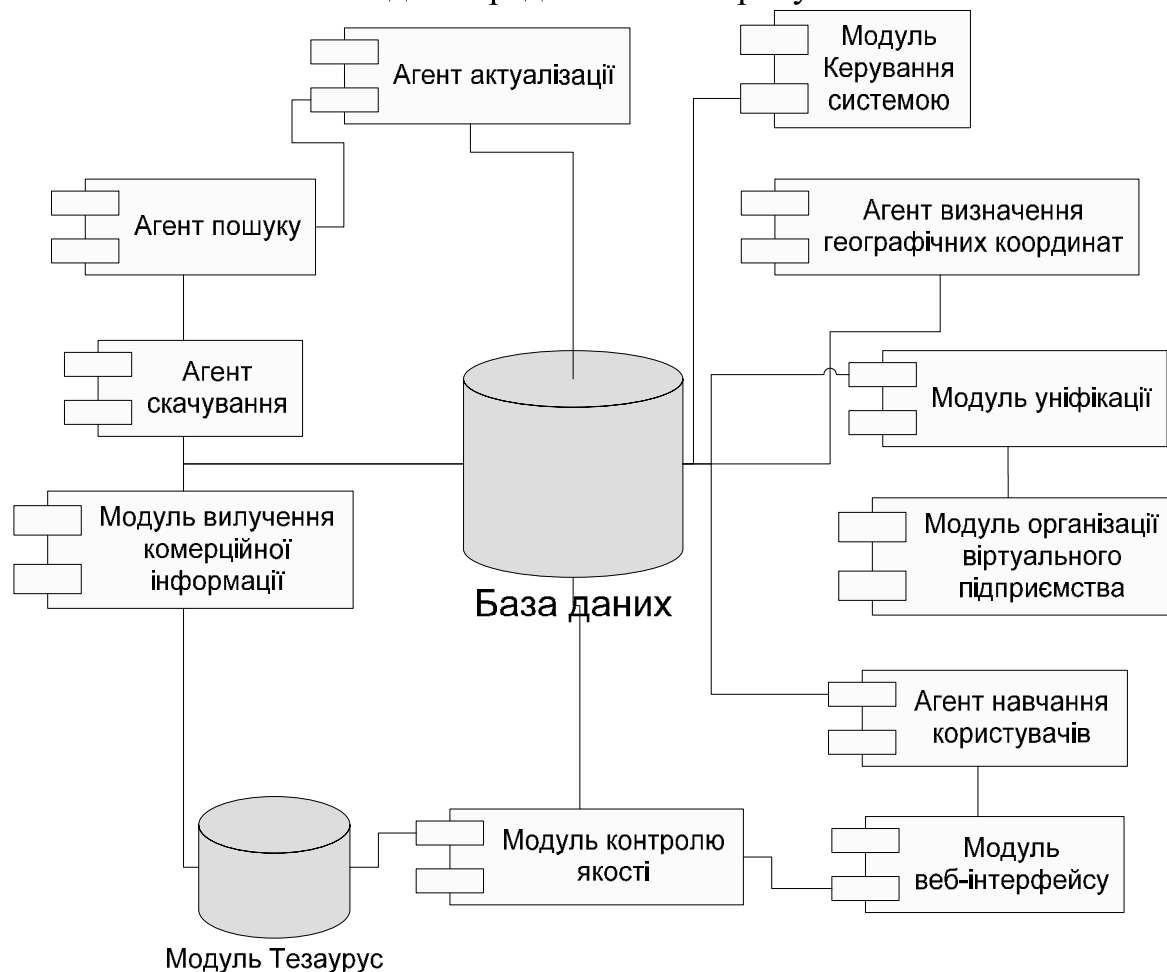 Агент актуалізації
Модуль
Керування
системою
Агент пошуку
Агент визначення
географічних координат
Агент
скачування
Модуль уніфікації
Модуль вилучення
комерційної
інформації
Модуль організації
віртуального
підприємства
База даних
Агент навчання
користувачів
Модуль контролю
якості
Модуль
веб-інтерфейсу
Модуль Тезаурус